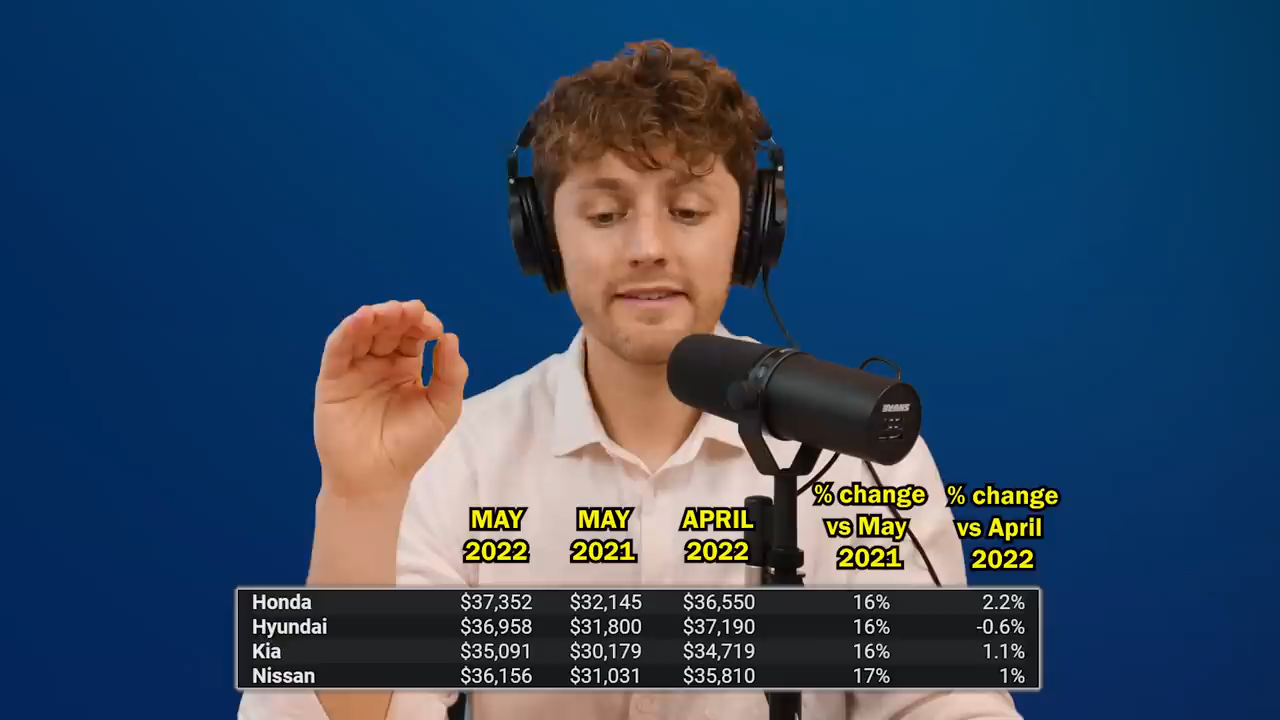 MAY 2022 MAY 2021 APRIL 2022 % change vs May 2021 % change vs April 2022
Honda $37,352 $32,145 $36,550 16% 2.2%
Hyundai $36,958 $31,800 $37,190 16% -0.6%
Kia $35,091 $30,179 $34,719 16% 1.1%
Nissan $36,156 $31,031 $35,810 17% 1%